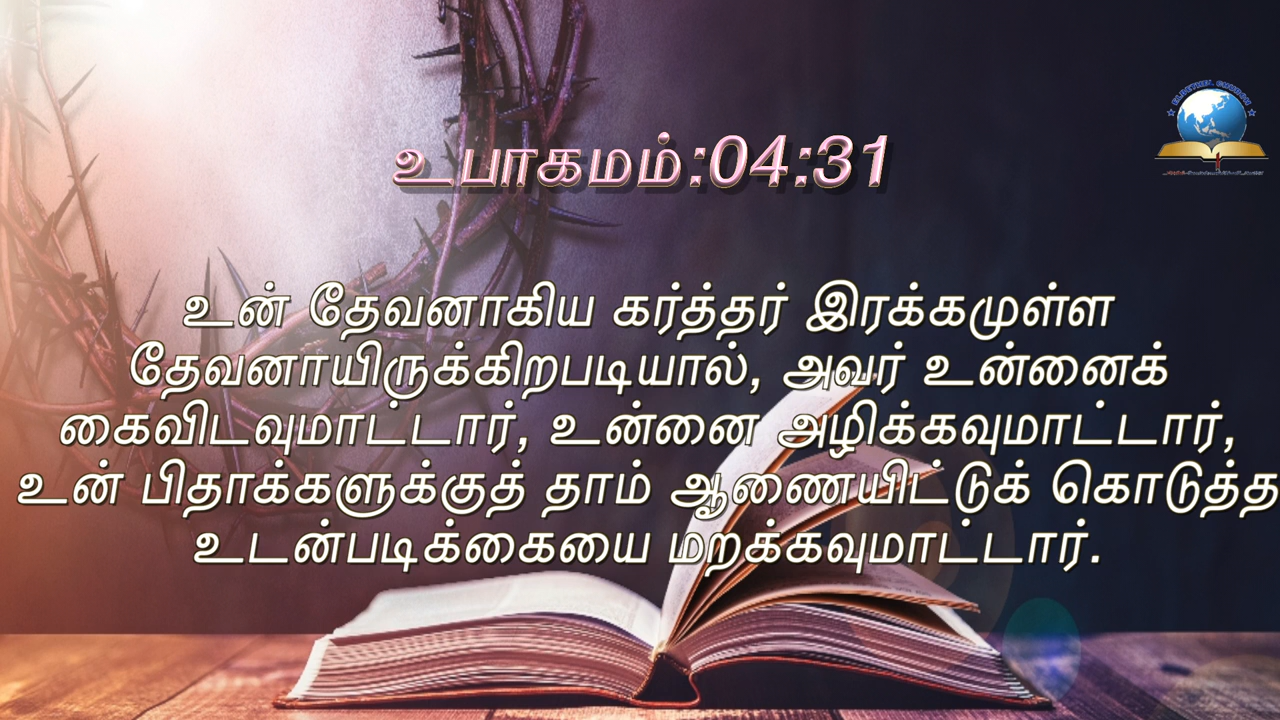 உபாகமம்:04:31
உன் தேவனாகிய கர்த்தர் இரக்கமுள்ள
தேவனாயிருக்கிறபடியால், அவர் உன்னைக்
கைவிடவுமாட்டார், உன்னை அழிக்கவுமாட்டார்,
உன் பிதாக்களுக்குத் தாம் ஆணையிட்டுக் கொடுத்த
உடன்படிக்கையை மறக்கவுமாட்டார்.